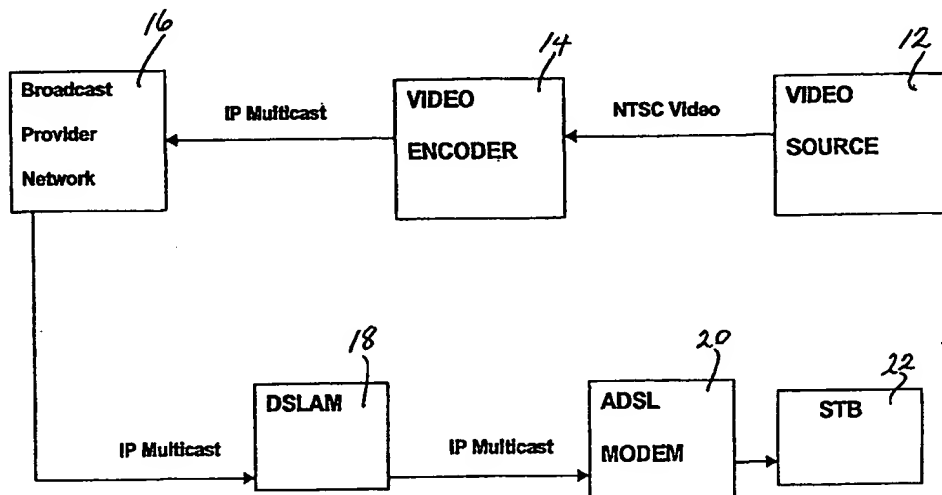 16
14
12
Broadcast
Provider
Network
IP Multicast
VIDEO
ENCODER
NTSC Video
VIDEO
SOURCE
18
20
22
DSLAM
ADSL
MODEM
STB
IP Multicast
IP Multicast